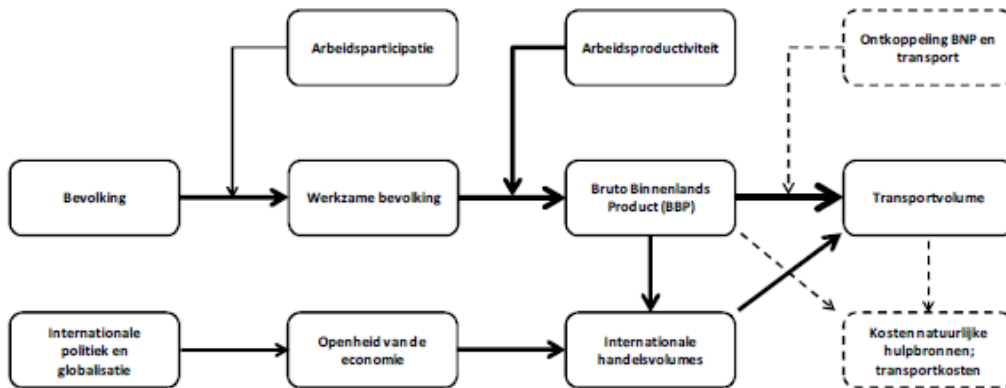 Arbeidsparticipatie
Arbeidsproductiviteit
Ontkoppeling BNP en
transport
Bevolking
Werkzame bevolking
Bruto Binnenlands
Product (BBP)
Transportvolume
Internationale
politiek en
globalisatie
Openheid van de
economie
Internationale
handelsvolumes
Kosten natuurlijke
hulpbronnen;
transportkosten